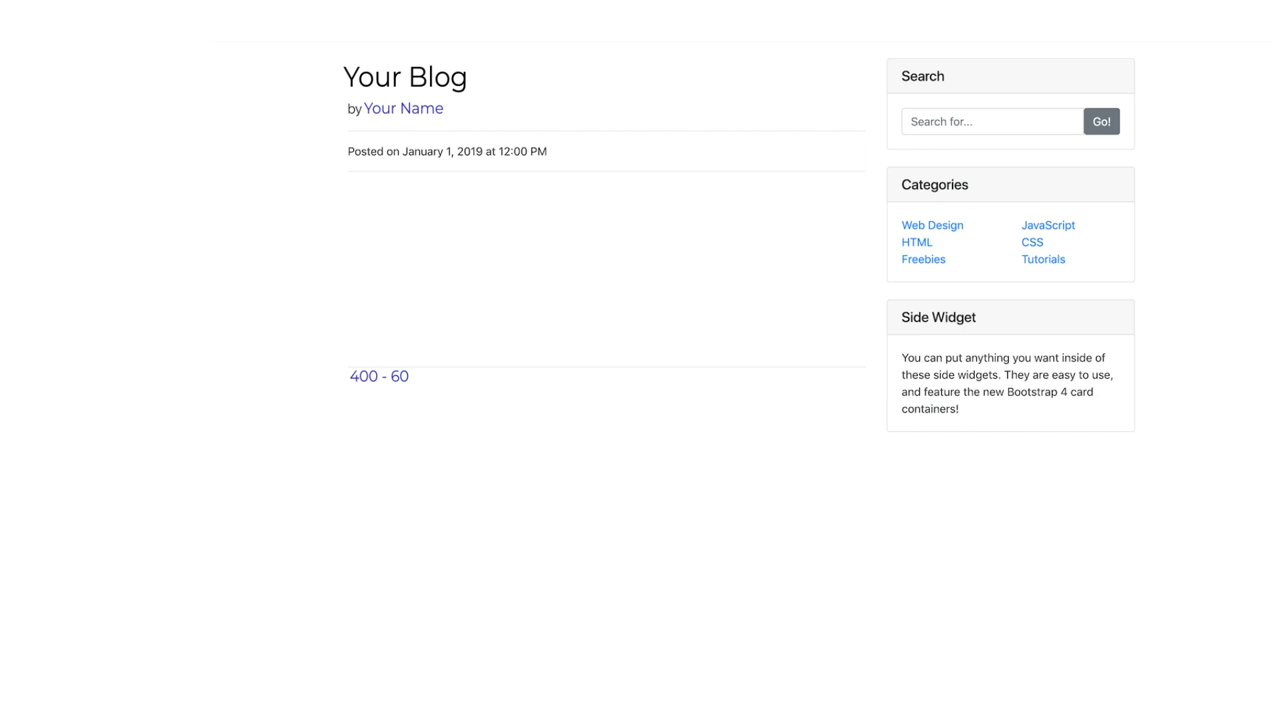 Your Blog
by Your Name
Posted on January 1, 2019 at 12:00 PM
400 - 60
Search
Search for...
Go!
Categories
Web Design
JavaScript
HTML
CSS
Freebies
Tutorials
Side Widget
You can put anything you want inside of
these side widgets. They are easy to use,
and feature the new Bootstrap 4 card
containers!